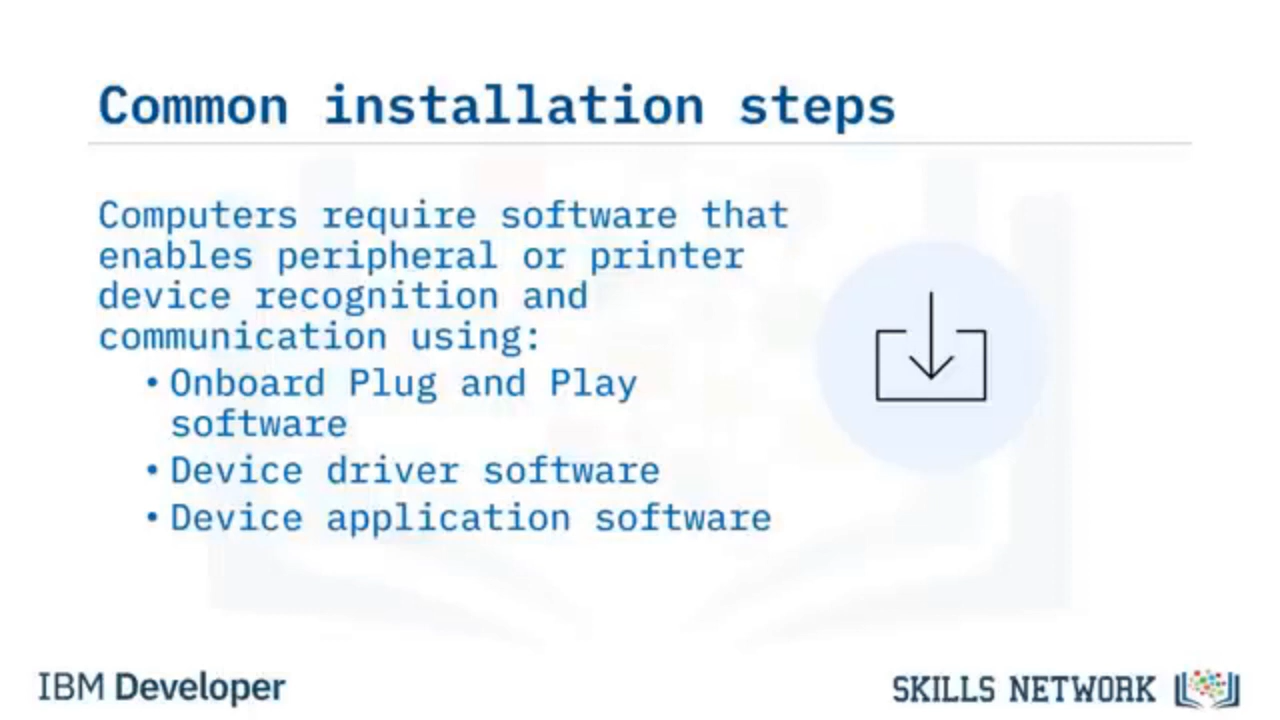 Common installation steps
Computers require software that
enables peripheral or printer
device recognition and
communication using:
• Onboard Plug and Play
software
• Device driver software
• Device application software
IBM Developer
SKILLS NETWORK